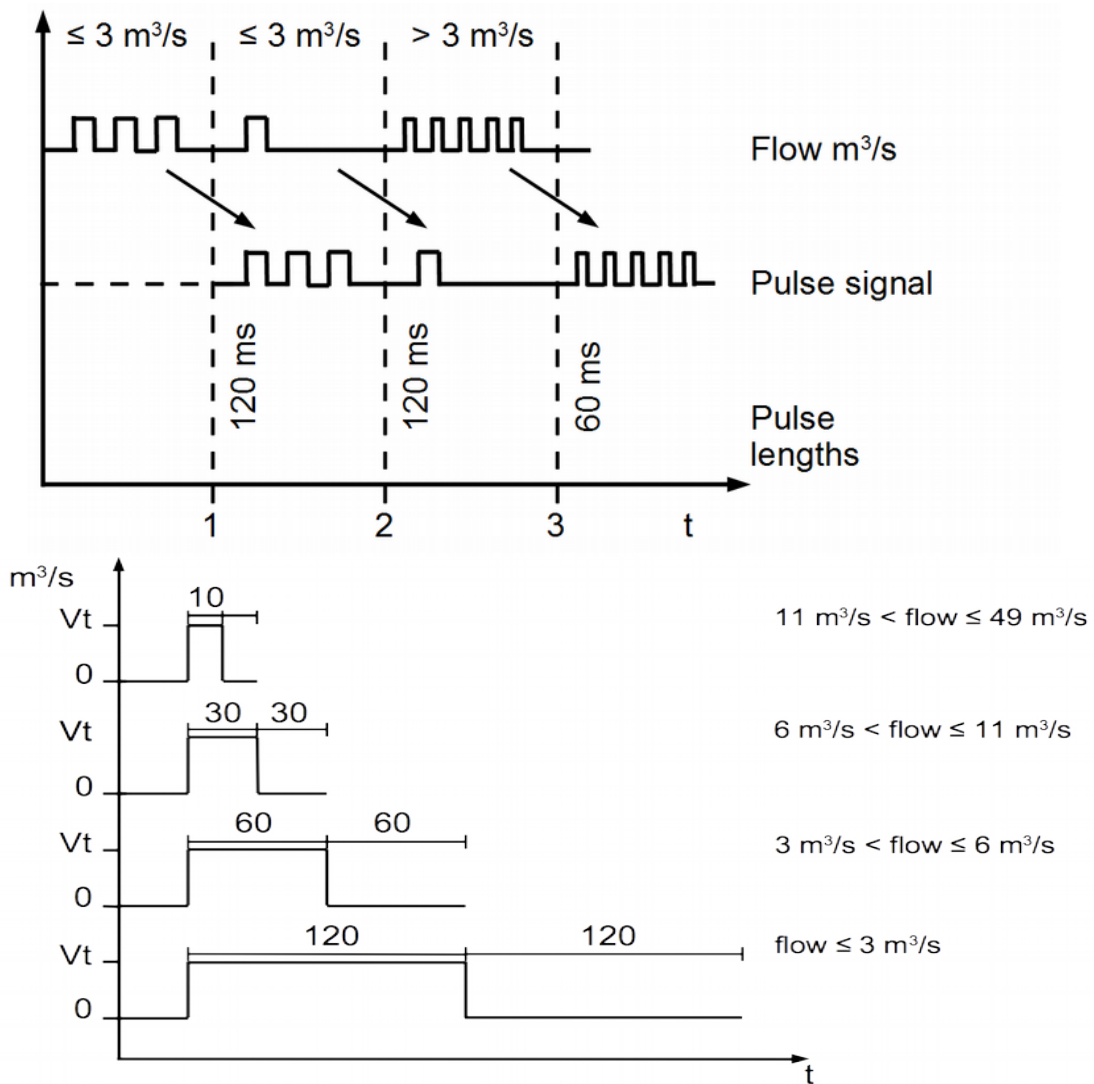 ≤ 3 m³/s ≤ 3 m³/s > 3 m³/s
Flow m³/s
Pulse signal
120 ms 120 ms 60 ms
Pulse
lengths
1 2 3 t
m³/s
10
Vt
11 m³/s < flow ≤ 49 m³/s
0
30 30
Vt
6 m³/s < flow ≤ 11 m³/s
0
60 60
Vt
3 m³/s < flow ≤ 6 m³/s
0
120 120
Vt
flow ≤ 3 m³/s
0
t